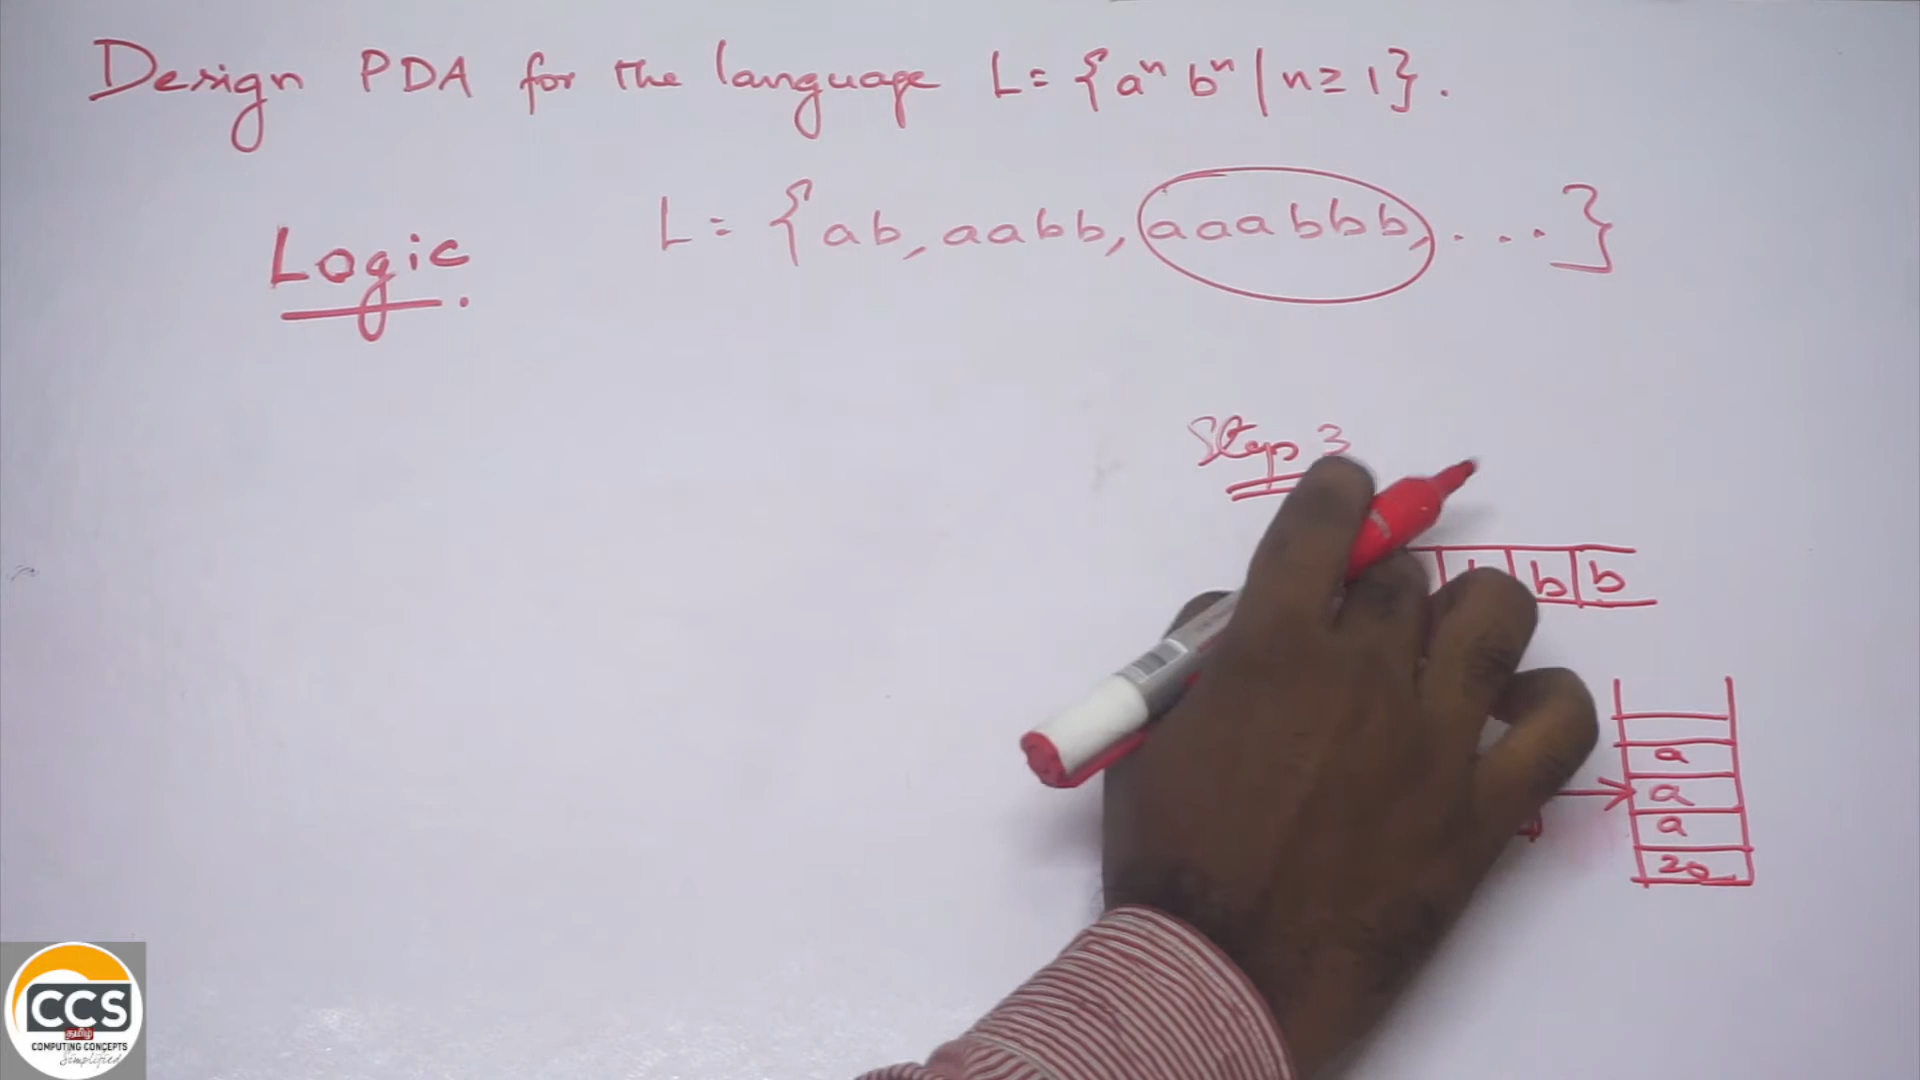 Design PDA for the language L = {aⁿ bⁿ | n ≥ 1}.
Logic.
L = {ab, aabb, aaabbb, . . . . }
Step 3
b b
a
a
a
z0
CCS
தமிழ்
COMPUTING CONCEPTS
Simplified